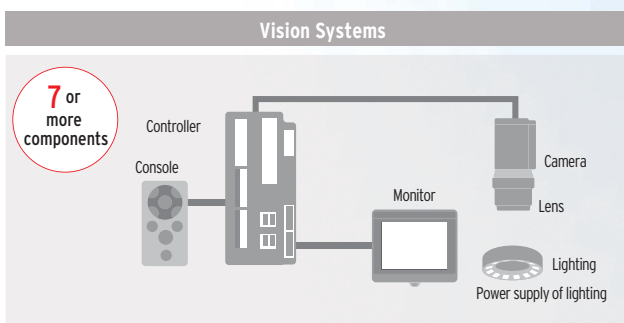 Vision Systems
7 or
more
components
Controller
Console
Monitor
Camera
Lens
Lighting
Power supply of lighting